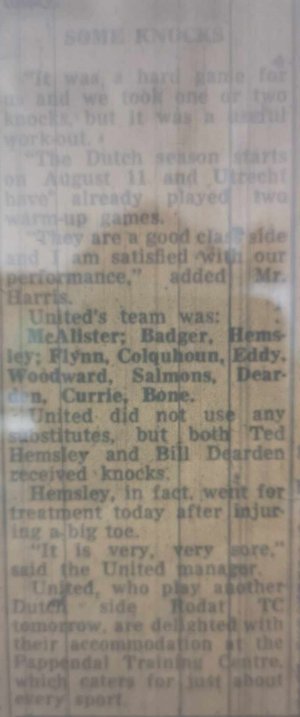 SOME KNOCKS
"It was a hard game for
us and we took one or two
knocks, but it was a useful
work-out.
"The Dutch season starts
on August 11 and Utrecht
have already played two
warm-up games.
"They are a good class side
and I am satisfied with our
performance," added Mr.
Harris.
United's team was:
McAlister; Badger, Hems-
ley; Flynn, Colquhoun, Eddy,
Woodward, Salmons, Dear-
den, Currie, Bone.
United did not use any
substitutes, but both Ted
Hemsley and Bill Dearden
received knocks.
Hemsley, in fact, went for
treatment today after injur-
ing a big toe.
"It is very, very sore,"
said the United manager.
United, who play another
Dutch side Rodat TC
tomorrow, are delighted with
their accommodation at the
Pappendal Training Centre,
which caters for just about
every sport.